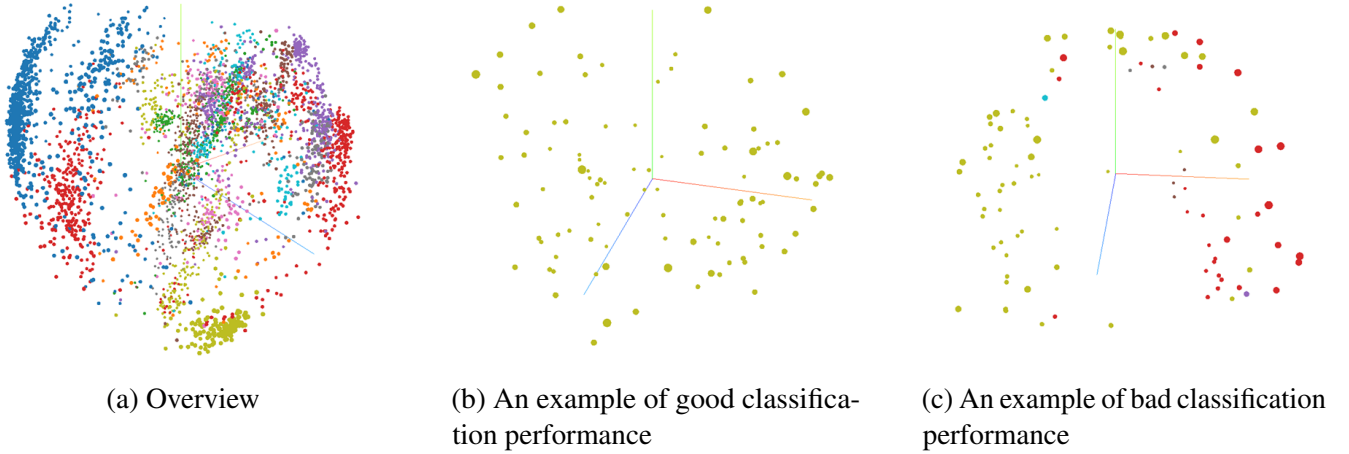 (a) Overview
(b) An example of good classifica-
tion performance
(c) An example of bad classification
performance